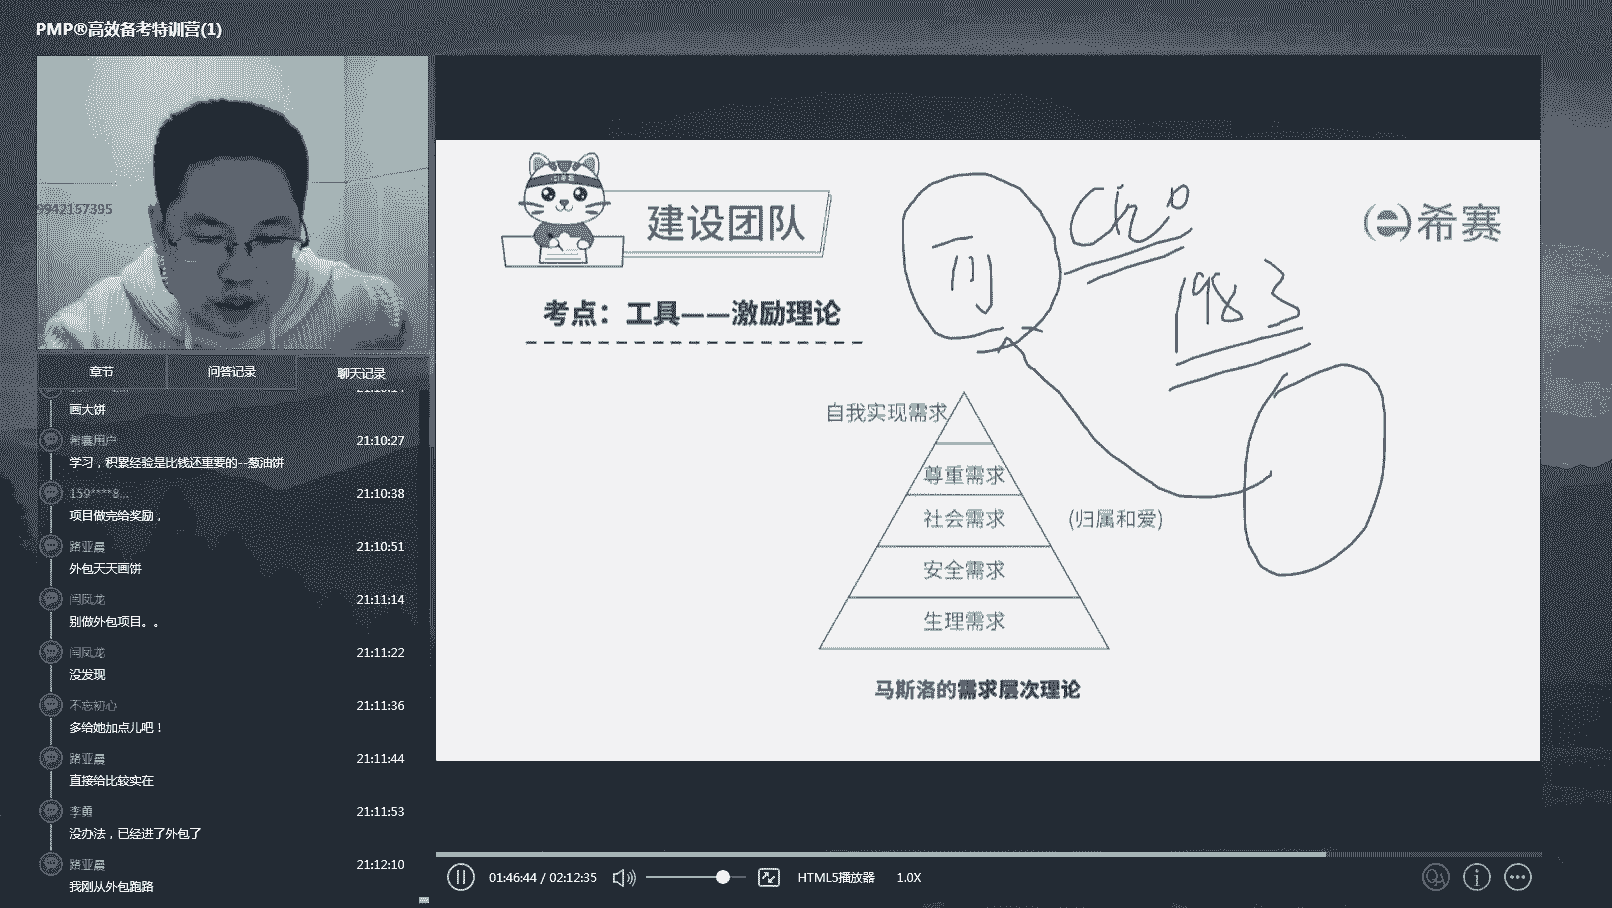 PMP®高效备考特训营(1)
9942157395
章节
问答记录
聊天记录
画大饼
希赛用户
21:10:27
学习，积累经验是比钱还重要的--葱油饼
159****8...
21:10:38
项目做完给奖励，
路亚晨
21:10:51
外包天天画饼
闫凤龙
21:11:14
别做外包项目。。
闫凤龙
21:11:22
没发现
不忘初心
21:11:36
多给她加点儿吧！
路亚晨
21:11:44
直接给比较实在
李勇
21:11:53
没办法，已经进了外包了
路亚晨
21:12:10
我刚从外包跑路
建设团队
希赛
1983
考点：工具——激励理论
自我实现需求
尊重需求
社会需求
(归属和爱)
安全需求
生理需求
马斯洛的需求层次理论
01:46:44 / 02:12:35
HTML5播放器
1.0X